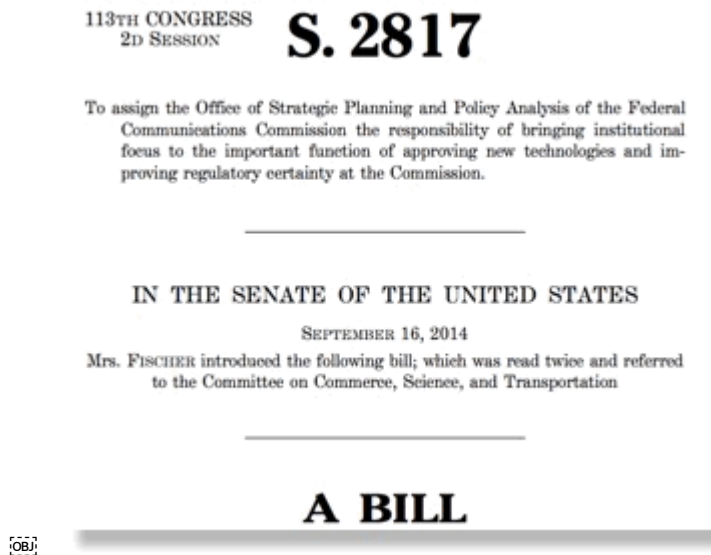 113TH CONGRESS
2D SESSION
S. 2817
To assign the Office of Strategic Planning and Policy Analysis of the Federal
Communications Commission the responsibility of bringing institutional
focus to the important function of approving new technologies and im-
proving regulatory certainty at the Commission.
IN THE SENATE OF THE UNITED STATES
SEPTEMBER 16, 2014
Mrs. FISCHER introduced the following bill; which was read twice and referred
to the Committee on Commerce, Science, and Transportation
A BILL
OBJ